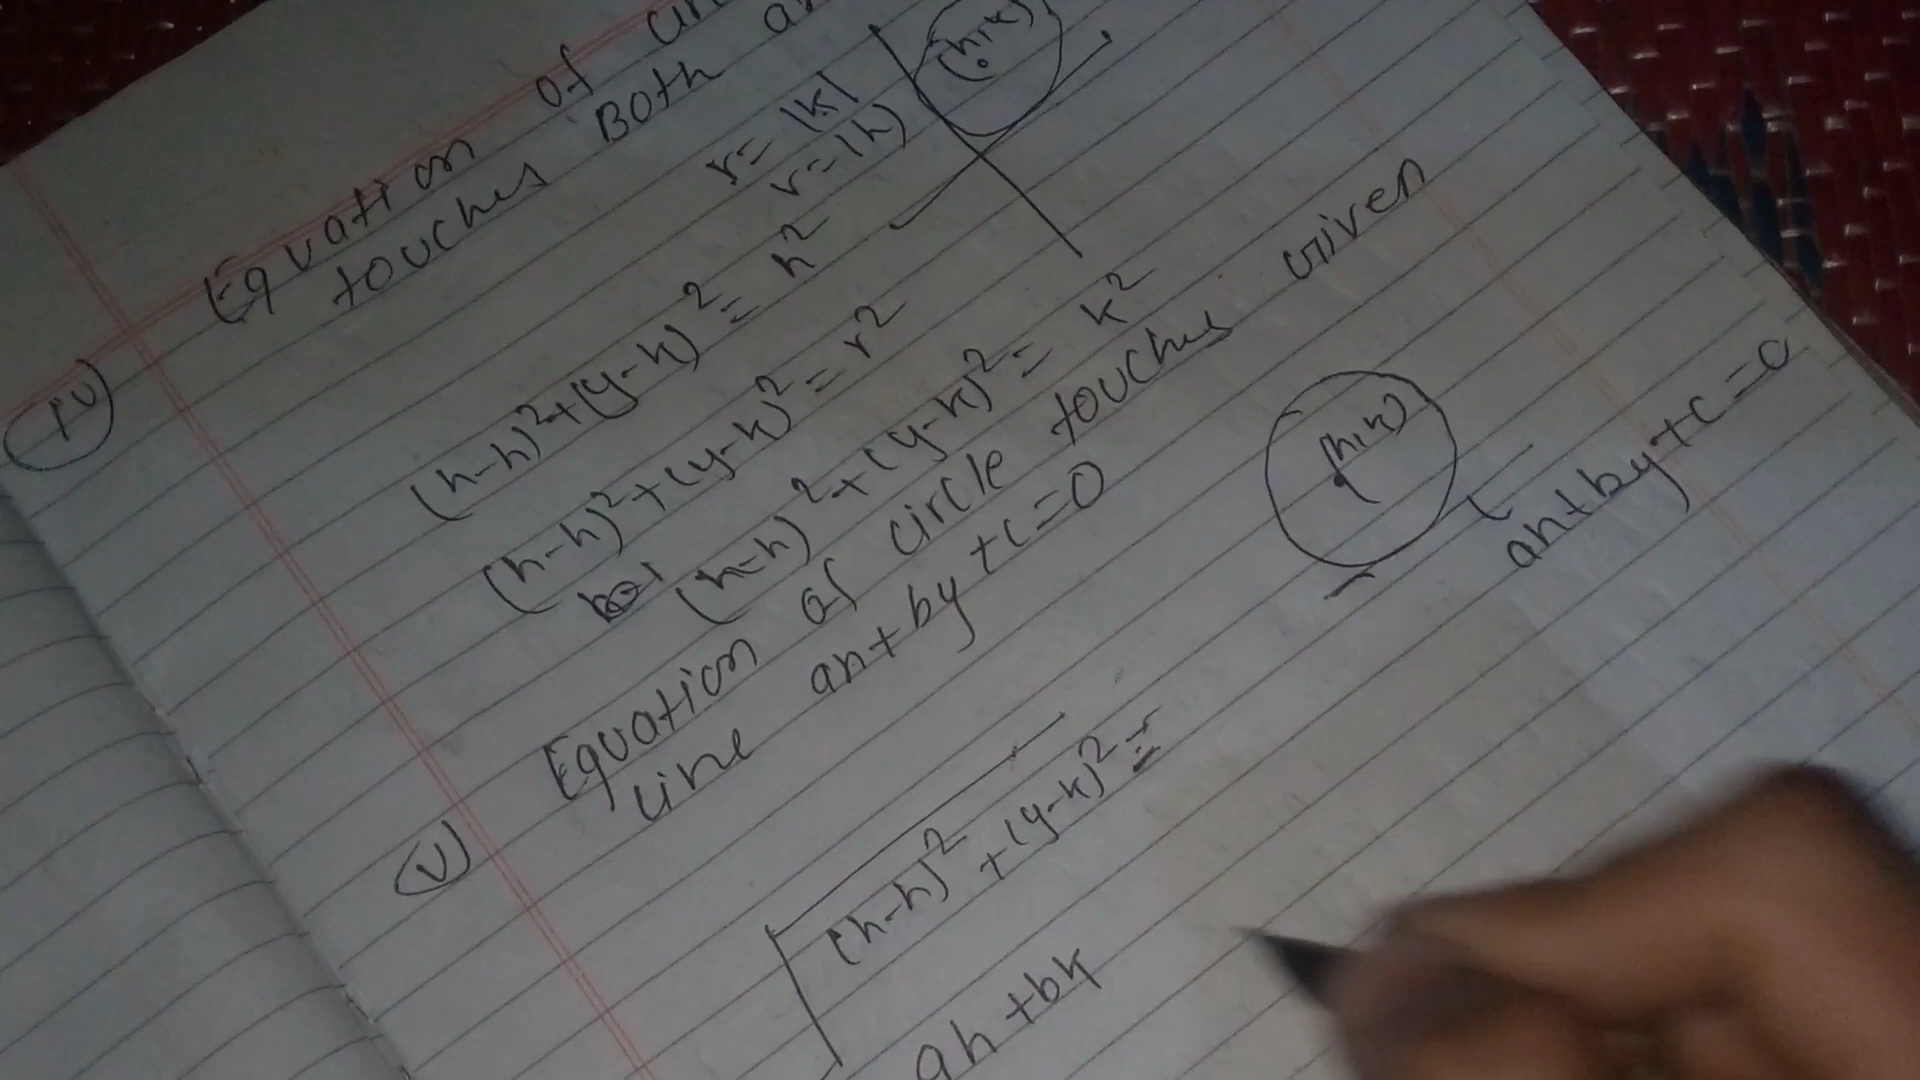 (iv) Equation of
touches Both
r = |k|
r = |h|
(h,k)
(x-h)²+(y-k)² = h²
(x-h)²+(y-k)² = r²
(x-h)²+(y-k)² = k²
(v) Equation of circle touches given
line ax+by+c=0
(h,k)
ax+by+c=0
(x-h)²+(y-k)² =
ah+bk